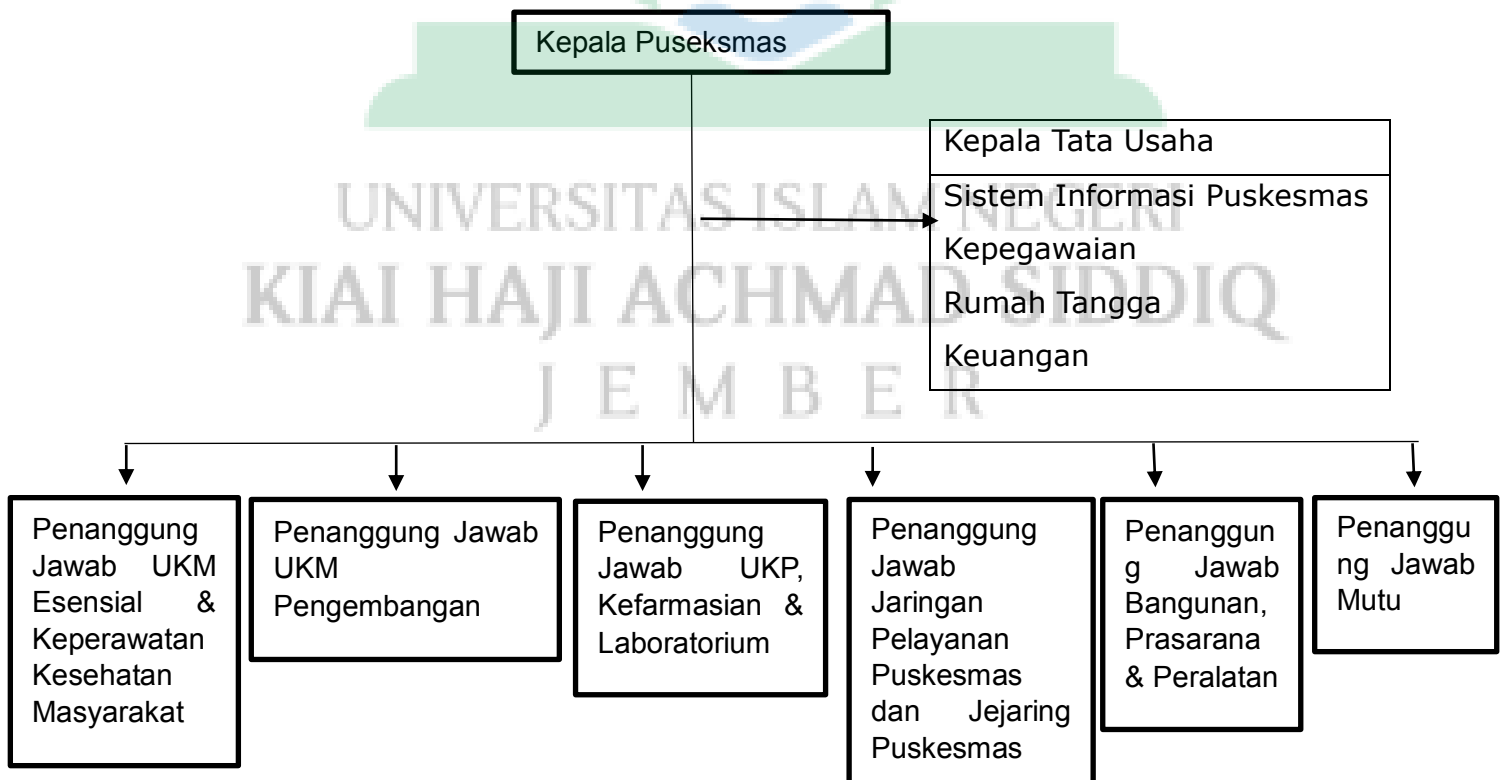 Kepala Puseksmas
Kepala Tata Usaha
Sistem Informasi Puskesmas
Kepegawaian
Rumah Tangga
Keuangan
UNIVERSITAS ISLAM NEGERI
KIAI HAJI ACHMAD SIDDIQ
JEMBER
Penanggung
Jawab UKM
Esensial &
Keperawatan
Kesehatan
Masyarakat
Penanggung Jawab
UKM
Pengembangan
Penanggung
Jawab UKP,
Kefarmasian &
Laboratorium
Penanggung
Jawab
Jaringan
Pelayanan
Puskesmas
dan Jejaring
Puskesmas
Penanggun
g Jawab
Bangunan,
Prasarana
& Peralatan
Penanggu
ng Jawab
Mutu